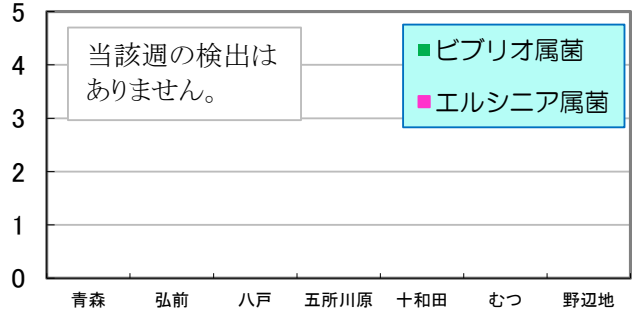 5
4
3
2
1
0
当該週の検出は
ありません。
■ビブリオ属菌
■エルシニア属菌
青森 弘前 八戸 五所川原 十和田 むつ 野辺地